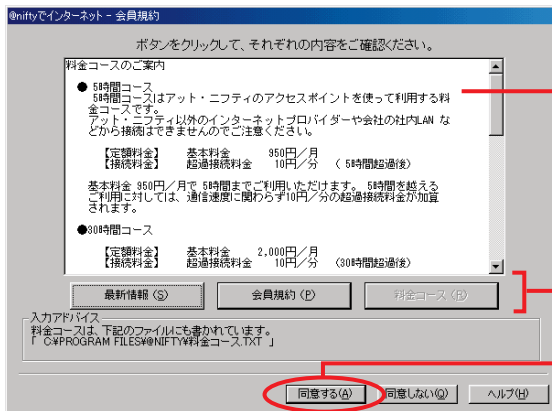 @niftyでインターネット - 会員規約
ボタンをクリックして、それぞれの内容をご確認ください。
料金コースのご案内
● 5時間コース
5時間コースはアット・ニフティのアクセスポイントを使って利用する料
金コースです。
アット・ニフティ以外のインターネットプロバイダーや会社の社内LAN な
どから接続はできませんのでご注意ください。
【定額料金】 基本料金 950円／月
【接続料金】 超過接続料金 10円／分 （ 5時間超過後）
基本料金 950円／月で 5時間までご利用いただけます。 5時間を越える
ご利用に対しては、通信速度に関わらず10円／分の超過接続料金が加算
されます。
●30時間コース
【定額料金】 基本料金 2,000円／月
【接続料金】 超過接続料金 10円／分 （30時間超過後）
最新情報 (S) 会員規約 (P) 料金コース (R)
入力アドバイス
料金コースは、下記のファイルにも書かれています。
「 C:¥PROGRAM FILES¥@NIFTY¥料金コース.TXT 」
同意する(A) 同意しない(Q) ヘルプ(H)